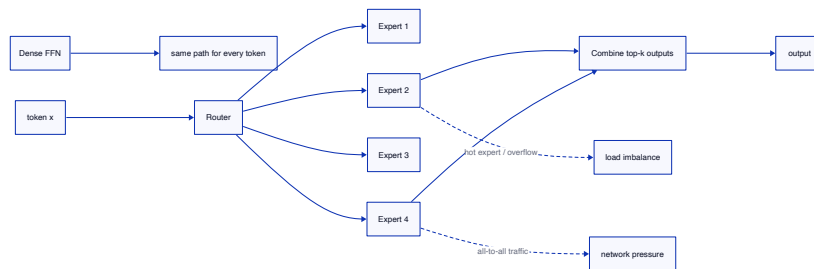 Dense FFN
same path for every token
token x
Router
Expert 1
Expert 2
Expert 3
Expert 4
Combine top-k outputs
output
hot expert / overflow
load imbalance
all-to-all traffic
network pressure